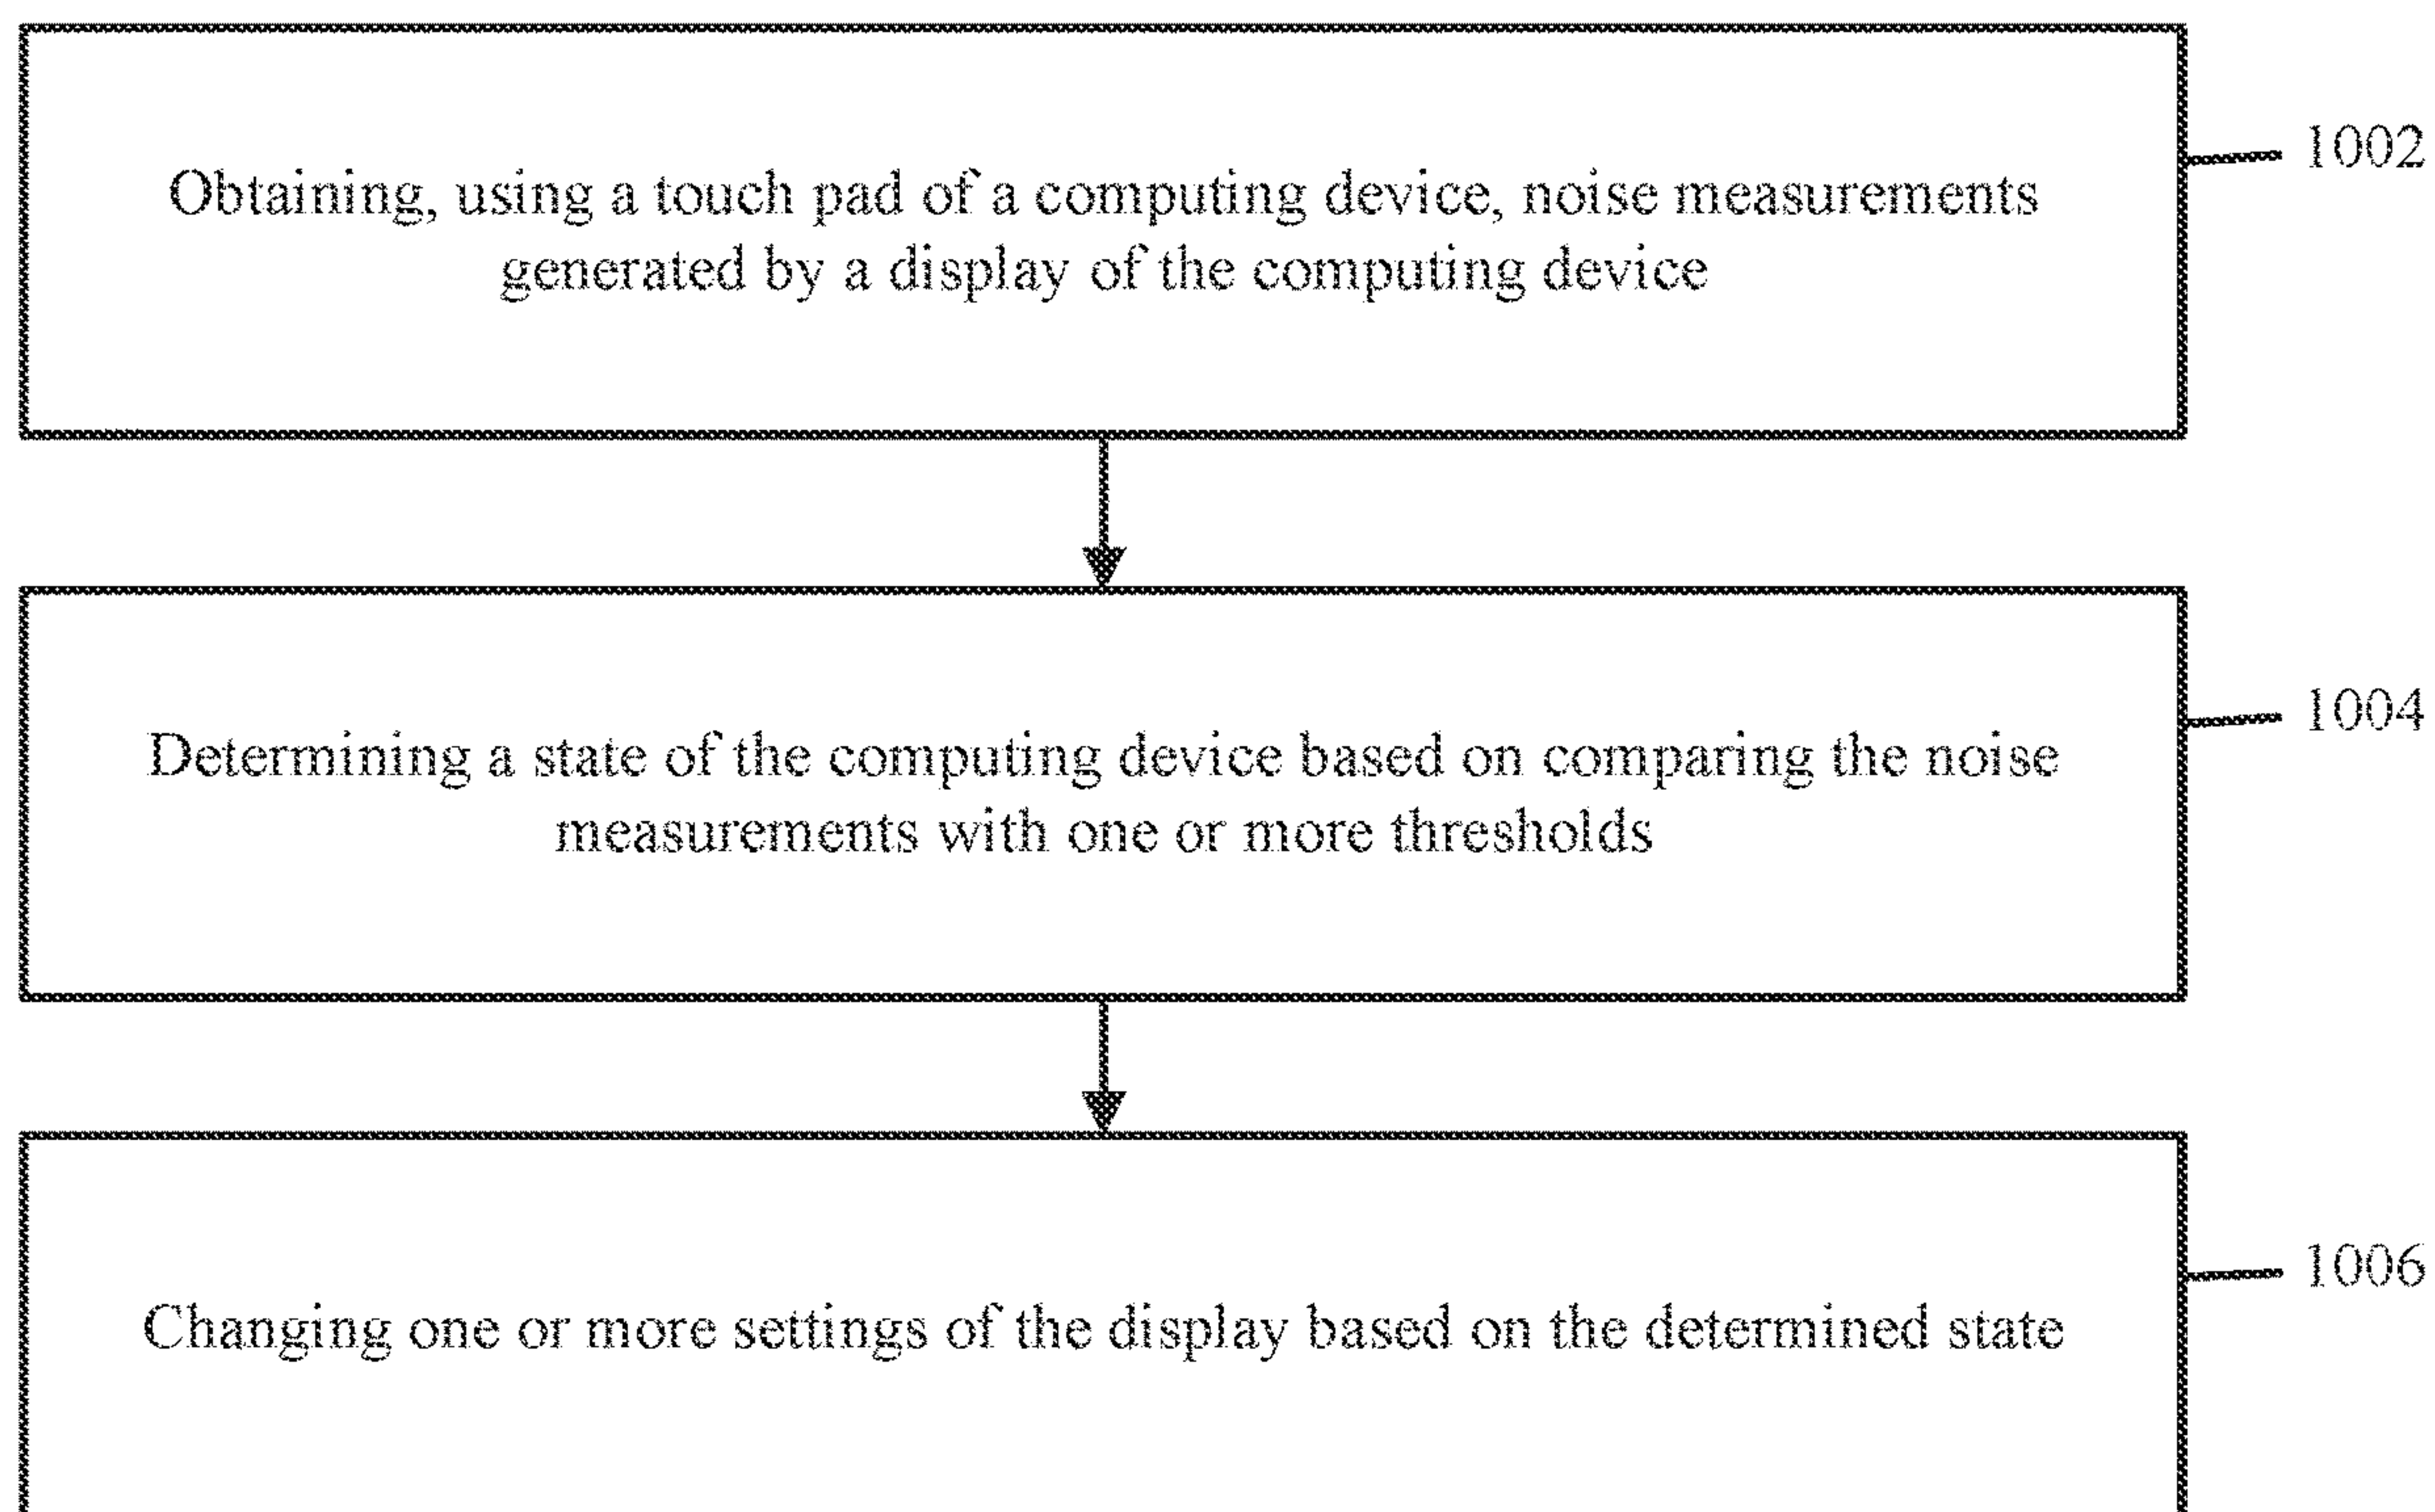 1002
Obtaining, using a touch pad of a computing device, noise measurements
generated by a display of the computing device
1004
Determining a state of the computing device based on comparing the noise
measurements with one or more thresholds
1006
Changing one or more settings of the display based on the determined state